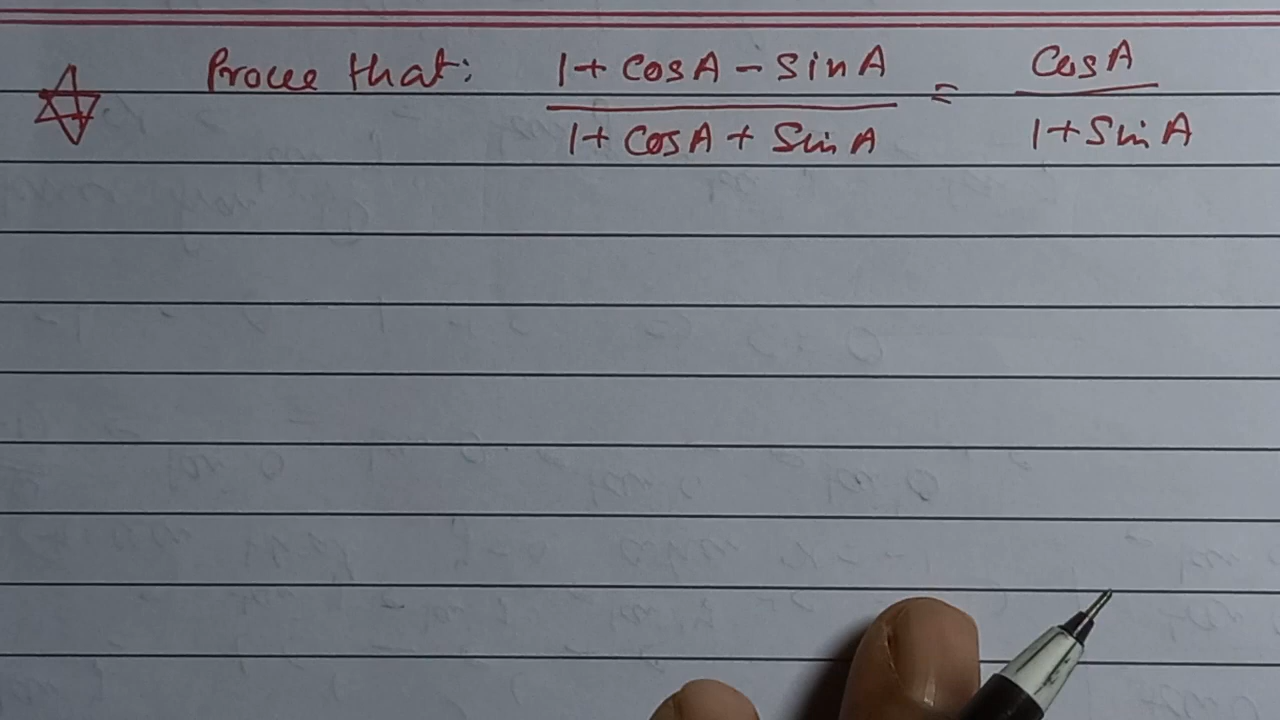 Prove that: (1 + cosA - sinA)/(1 + cosA + sinA) = cosA/(1 + sinA)